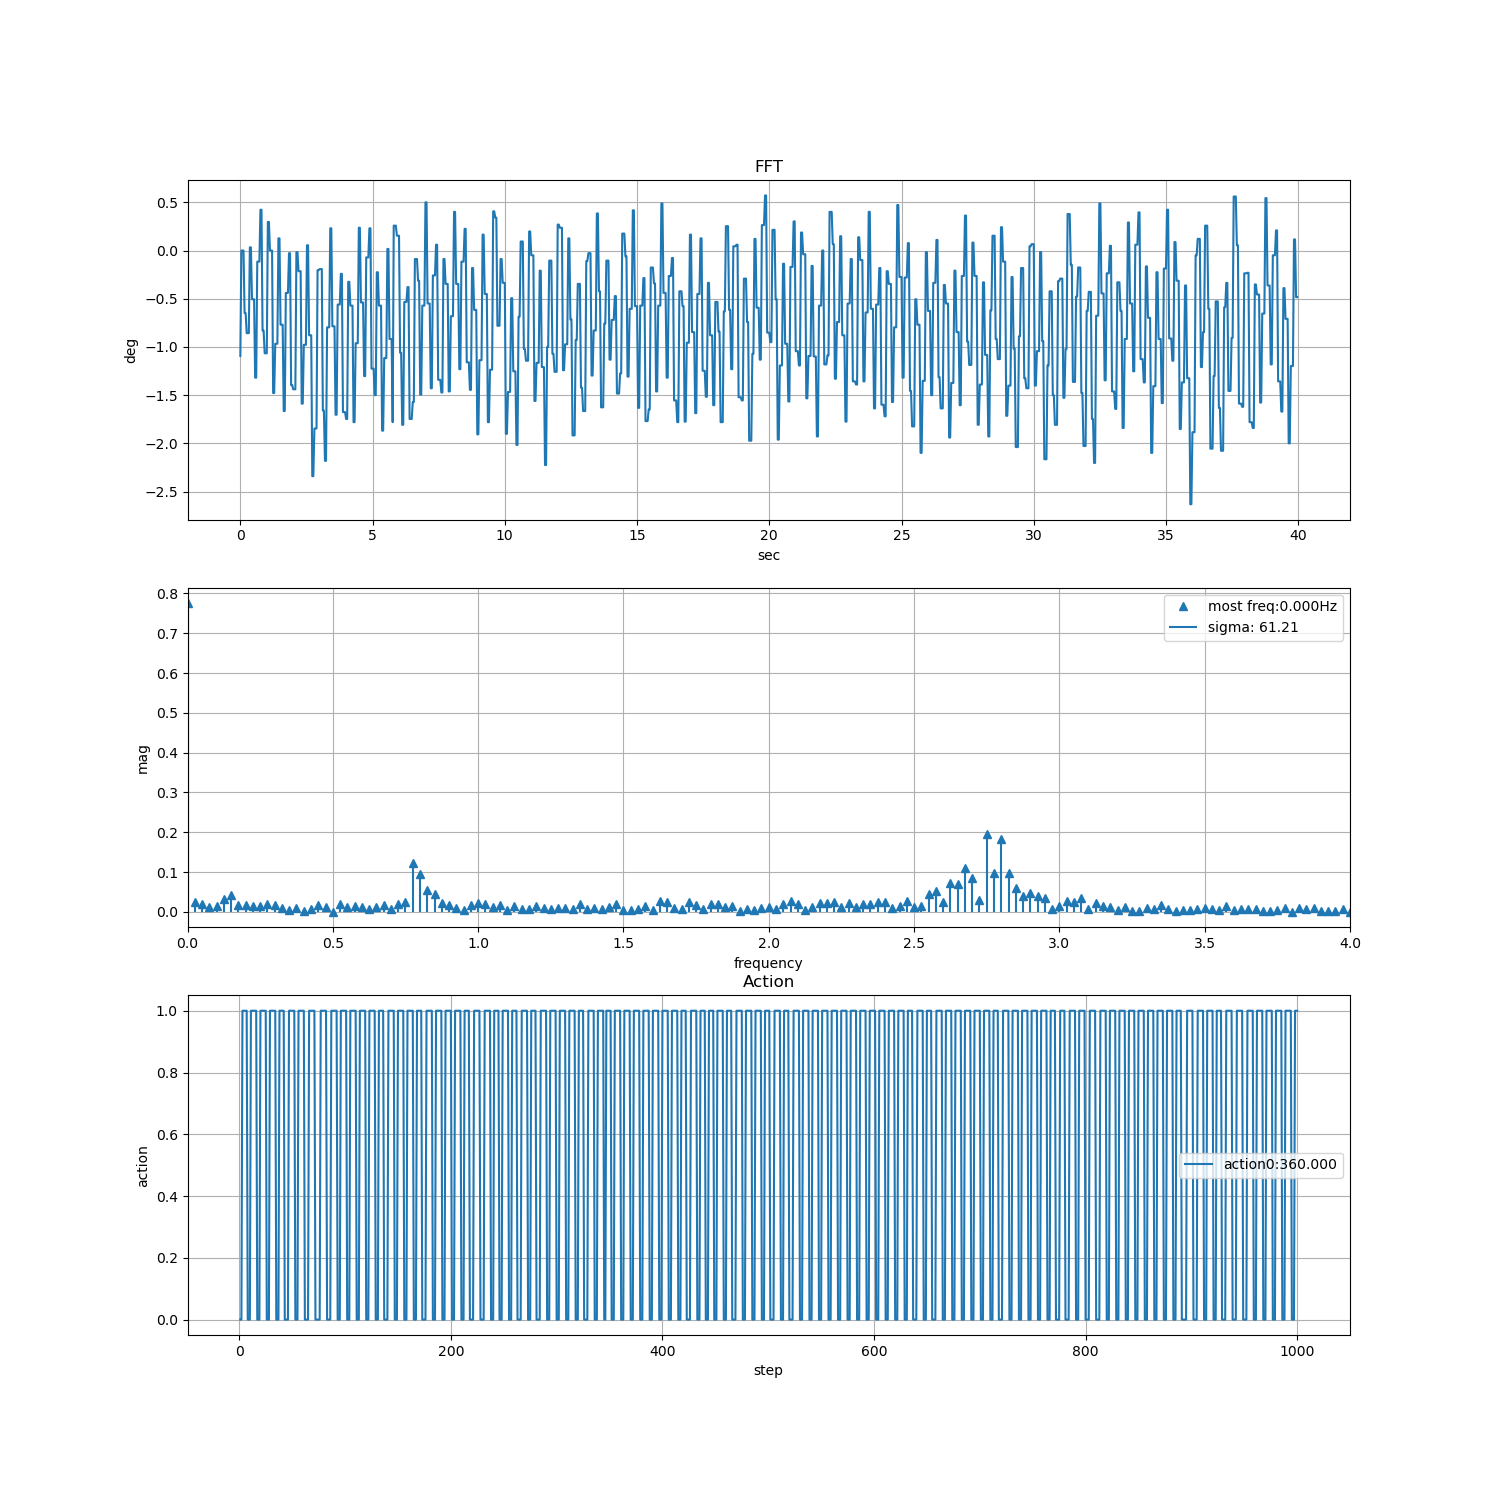 FFT
0.5
0.0
−0.5
−1.0
−1.5
−2.0
−2.5
deg
0 5 10 15 20 25 30 35 40
sec
0.8
0.7
0.6
0.5
0.4
0.3
0.2
0.1
0.0
mag
most freq:0.000Hz
sigma: 61.21
0.0 0.5 1.0 1.5 2.0 2.5 3.0 3.5 4.0
frequency
Action
1.0
0.8
0.6
0.4
0.2
0.0
action
action0:360.000
0 200 400 600 800 1000
step